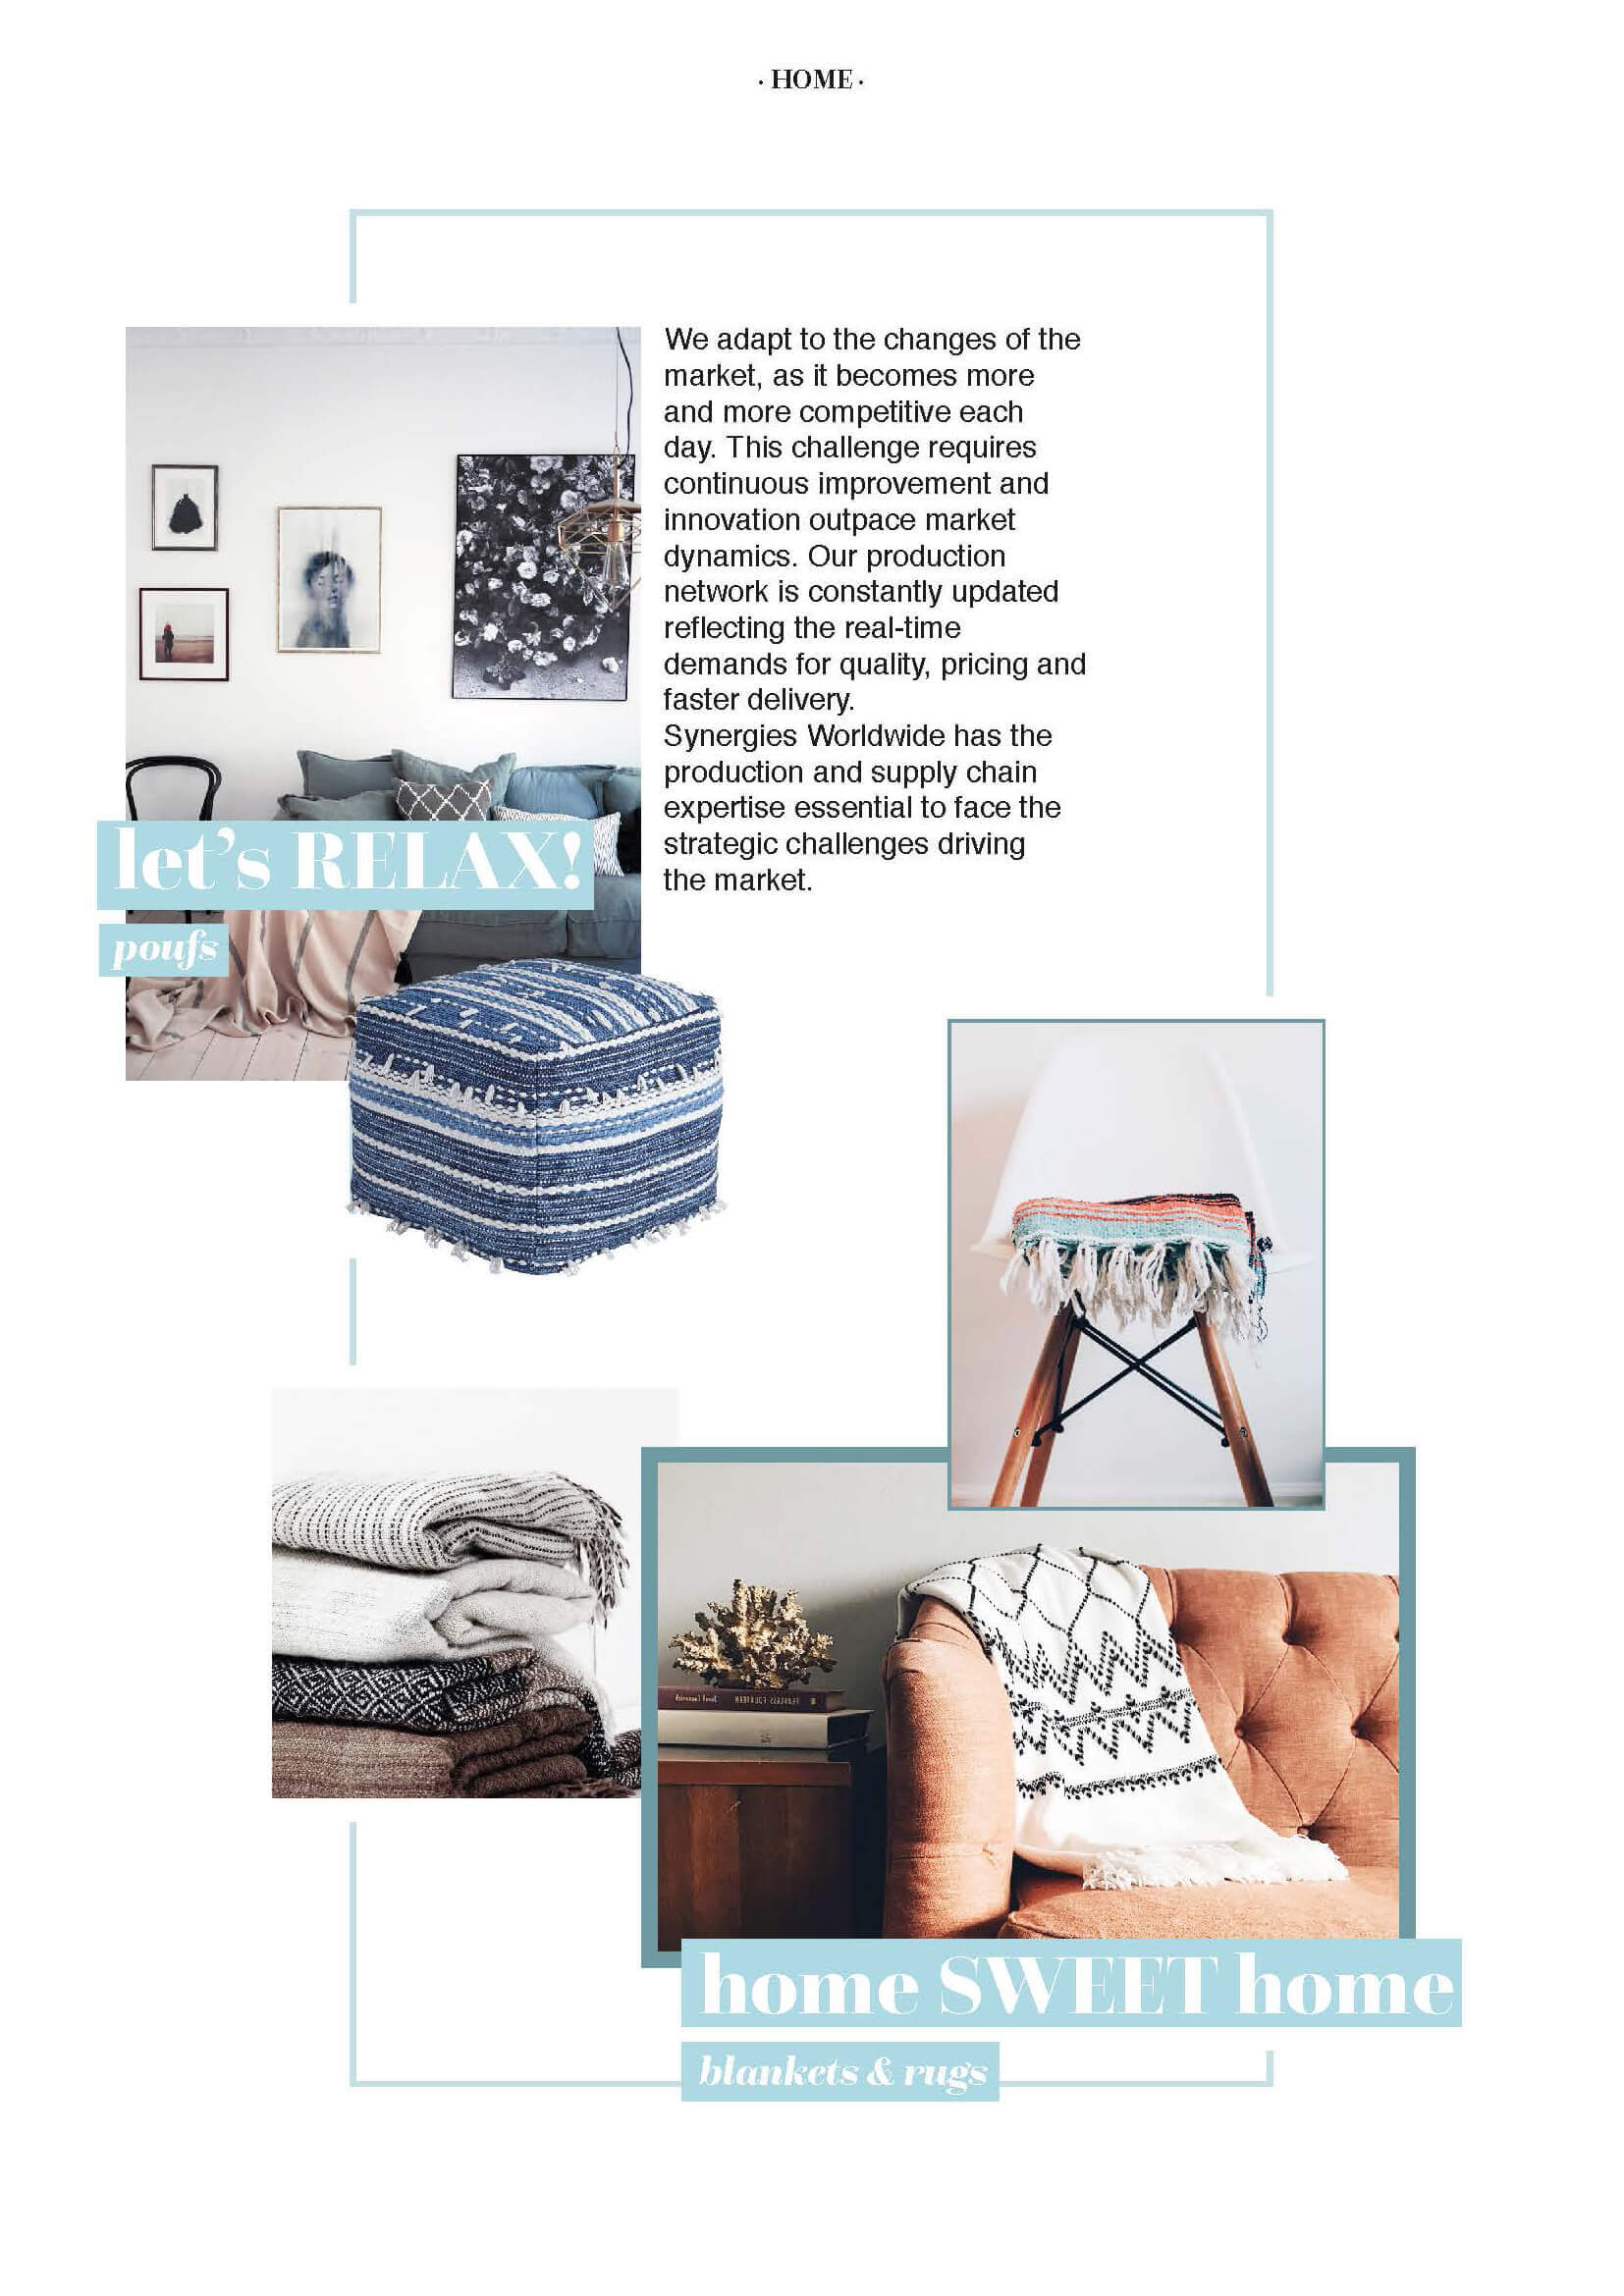 · HOME ·
We adapt to the changes of the
market, as it becomes more
and more competitive each
day. This challenge requires
continuous improvement and
innovation outpace market
dynamics. Our production
network is constantly updated
reflecting the real-time
demands for quality, pricing and
faster delivery.
Synergies Worldwide has the
production and supply chain
expertise essential to face the
strategic challenges driving
the market.
let's RELAX!
poufs
home SWEET home
blankets & rugs